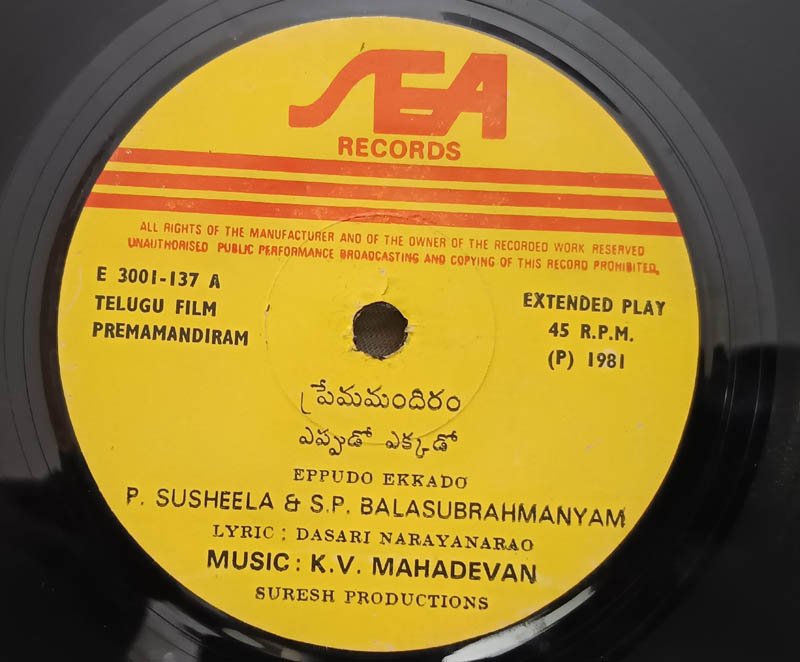 SEA
RECORDS
ALL RIGHTS OF THE MANUFACTURER AND OF THE OWNER OF THE RECORDED WORK RESERVED
UNAUTHORISED PUBLIC PERFORMANCE BROADCASTING AND COPYING OF THIS RECORD PROHIBITED.
E 3001-137 A
TELUGU FILM
PREMAMANDIRAM
EXTENDED PLAY
45 R.P.M.
(P) 1981
ప్రేమమందిరం
ఎప్పుడో ఎక్కడో
EPPUDO EKKADO
P. SUSHEELA & S.P. BALASUBRAHMANYAM
LYRIC : DASARI NARAYANARAO
MUSIC : K.V. MAHADEVAN
SURESH PRODUCTIONS